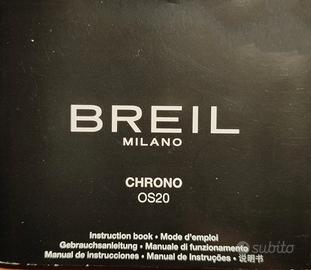 BREIL
MILANO
CHRONO
OS20
Instruction book • Mode d'emploi
Gebrauchsanleitung • Manuale di funzionamento
Manual de instrucciones • Manual de Instruções • 说明书
subito